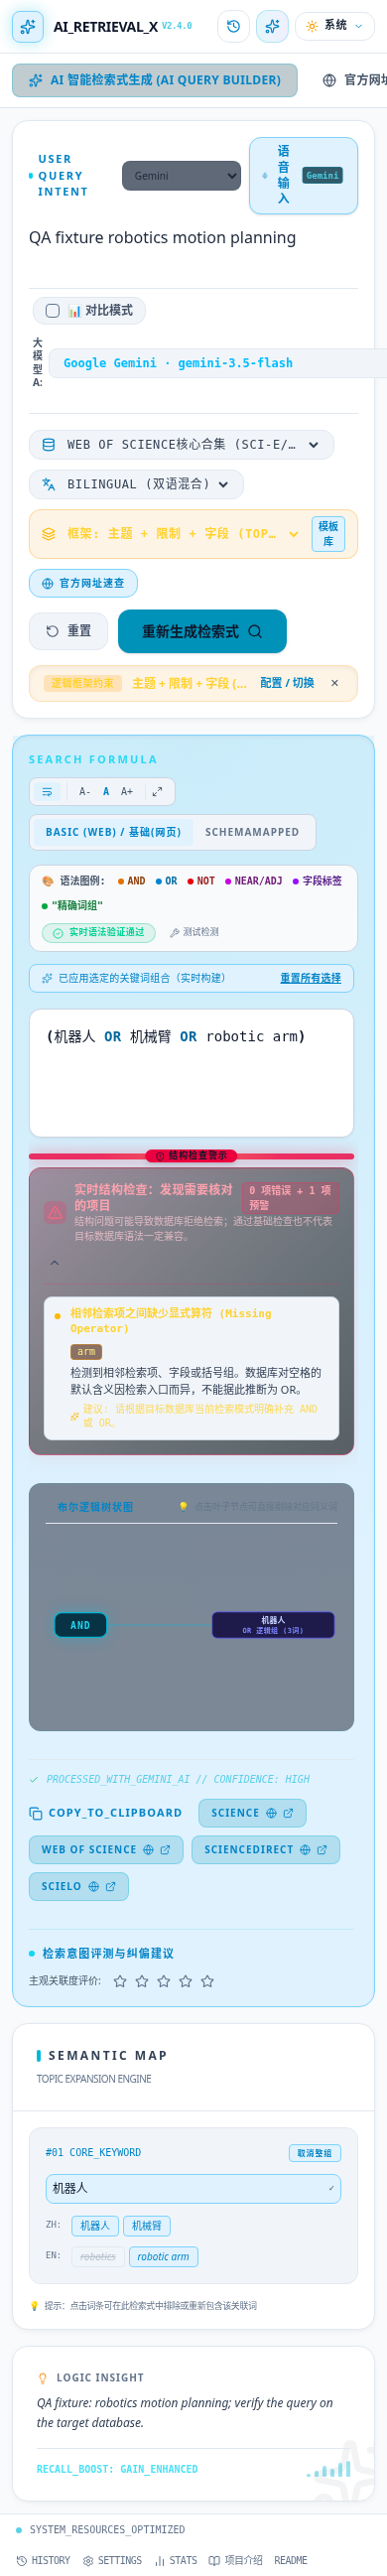 AI_RETRIEVAL_X V2.4.0
系统
AI 智能检索式生成 (AI QUERY BUILDER)
官方网址
USER QUERY INTENT
Gemini
语音输入
Gemini
QA fixture robotics motion planning
📊 对比模式
大模型A:
Google Gemini · gemini-3.5-flash
WEB OF SCIENCE核心合集 (SCI-E/…
BILINGUAL (双语混合)
框架: 主题 + 限制 + 字段 (TOP…
模板库
官方网址速查
重置
重新生成检索式
逻辑框架约束
主题 + 限制 + 字段 (…
配置 / 切换
✕
SEARCH FORMULA
A- A A+
BASIC (WEB) / 基础(网页)
SCHEMAMAPPED
🎨 语法图例: AND OR NOT NEAR/ADJ 字段标签
"精确词组"
实时语法验证通过
测试检测
已应用选定的关键词组合（实时构建）
重置所有选择
(机器人 OR 机械臂 OR robotic arm)
结构检查警示
实时结构检查：发现需要核对的项目
0 项错误 + 1 项预警
结构问题可能导致数据库拒绝检索；通过基础检查也不代表目标数据库语法一定兼容。
相邻检索项之间缺少显式算符 (Missing Operator)
arm
检测到相邻检索项、字段或括号组。数据库对空格的默认含义因检索入口而异，不能据此推断为 OR。
建议: 请根据目标数据库当前检索模式明确补充 AND 或 OR。
布尔逻辑树状图
💡 点击叶子节点可直接剔除对应同义词
AND
机器人
OR 逻辑组 (3词)
PROCESSED_WITH_GEMINI_AI // CONFIDENCE: HIGH
COPY_TO_CLIPBOARD
SCIENCE
WEB OF SCIENCE
SCIENCEDIRECT
SCIELO
检索意图评测与纠偏建议
主观关联度评价:
SEMANTIC MAP
TOPIC EXPANSION ENGINE
#01 CORE_KEYWORD
取消整组
机器人 ✓
ZH: 机器人 机械臂
EN: robotics robotic arm
💡 提示: 点击词条可在此检索式中排除或重新包含该关联词
LOGIC INSIGHT
QA fixture: robotics motion planning; verify the query on the target database.
RECALL_BOOST: GAIN_ENHANCED
SYSTEM_RESOURCES_OPTIMIZED
HISTORY SETTINGS STATS 项目介绍 README